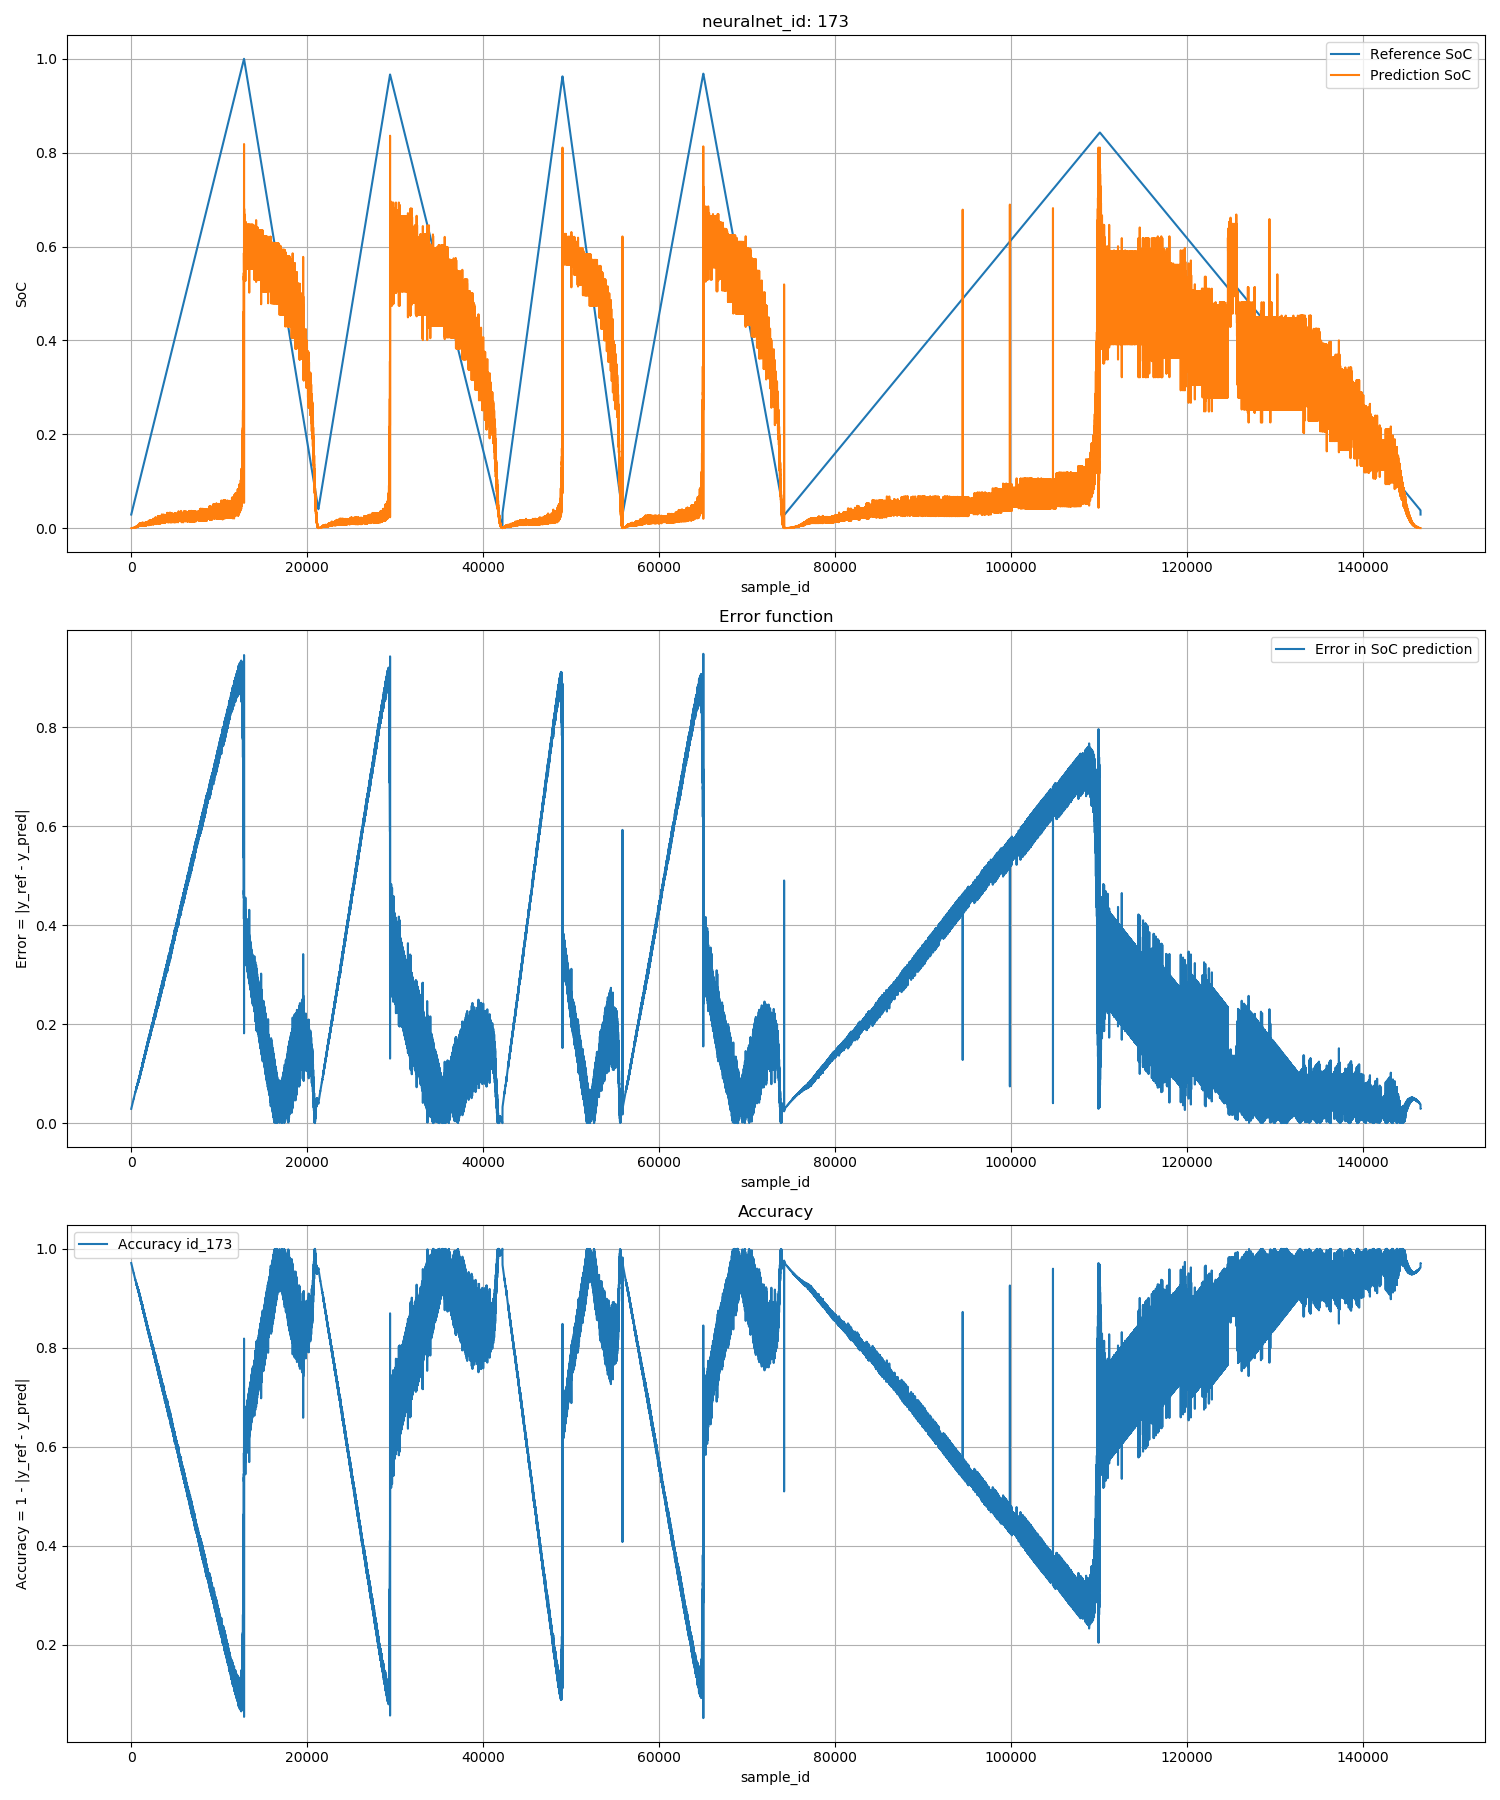 neuralnet_id: 173
Reference SoC
Prediction SoC
SoC
1.0
0.8
0.6
0.4
0.2
0.0
0 20000 40000 60000 80000 100000 120000 140000
sample_id
Error function
Error in SoC prediction
Error = |y_ref - y_pred|
0.8
0.6
0.4
0.2
0.0
0 20000 40000 60000 80000 100000 120000 140000
sample_id
Accuracy
Accuracy id_173
Accuracy = 1 - |y_ref - y_pred|
1.0
0.8
0.6
0.4
0.2
0 20000 40000 60000 80000 100000 120000 140000
sample_id